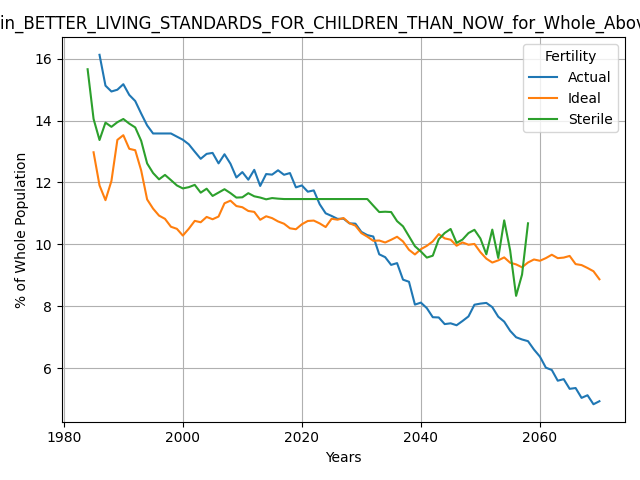 in_BETTER_LIVING_STANDARDS_FOR_CHILDREN_THAN_NOW_for_Whole_Abov
Fertility
Actual
Ideal
Sterile
% of Whole Population
16
14
12
10
8
6
1980
2000
2020
2040
2060
Years